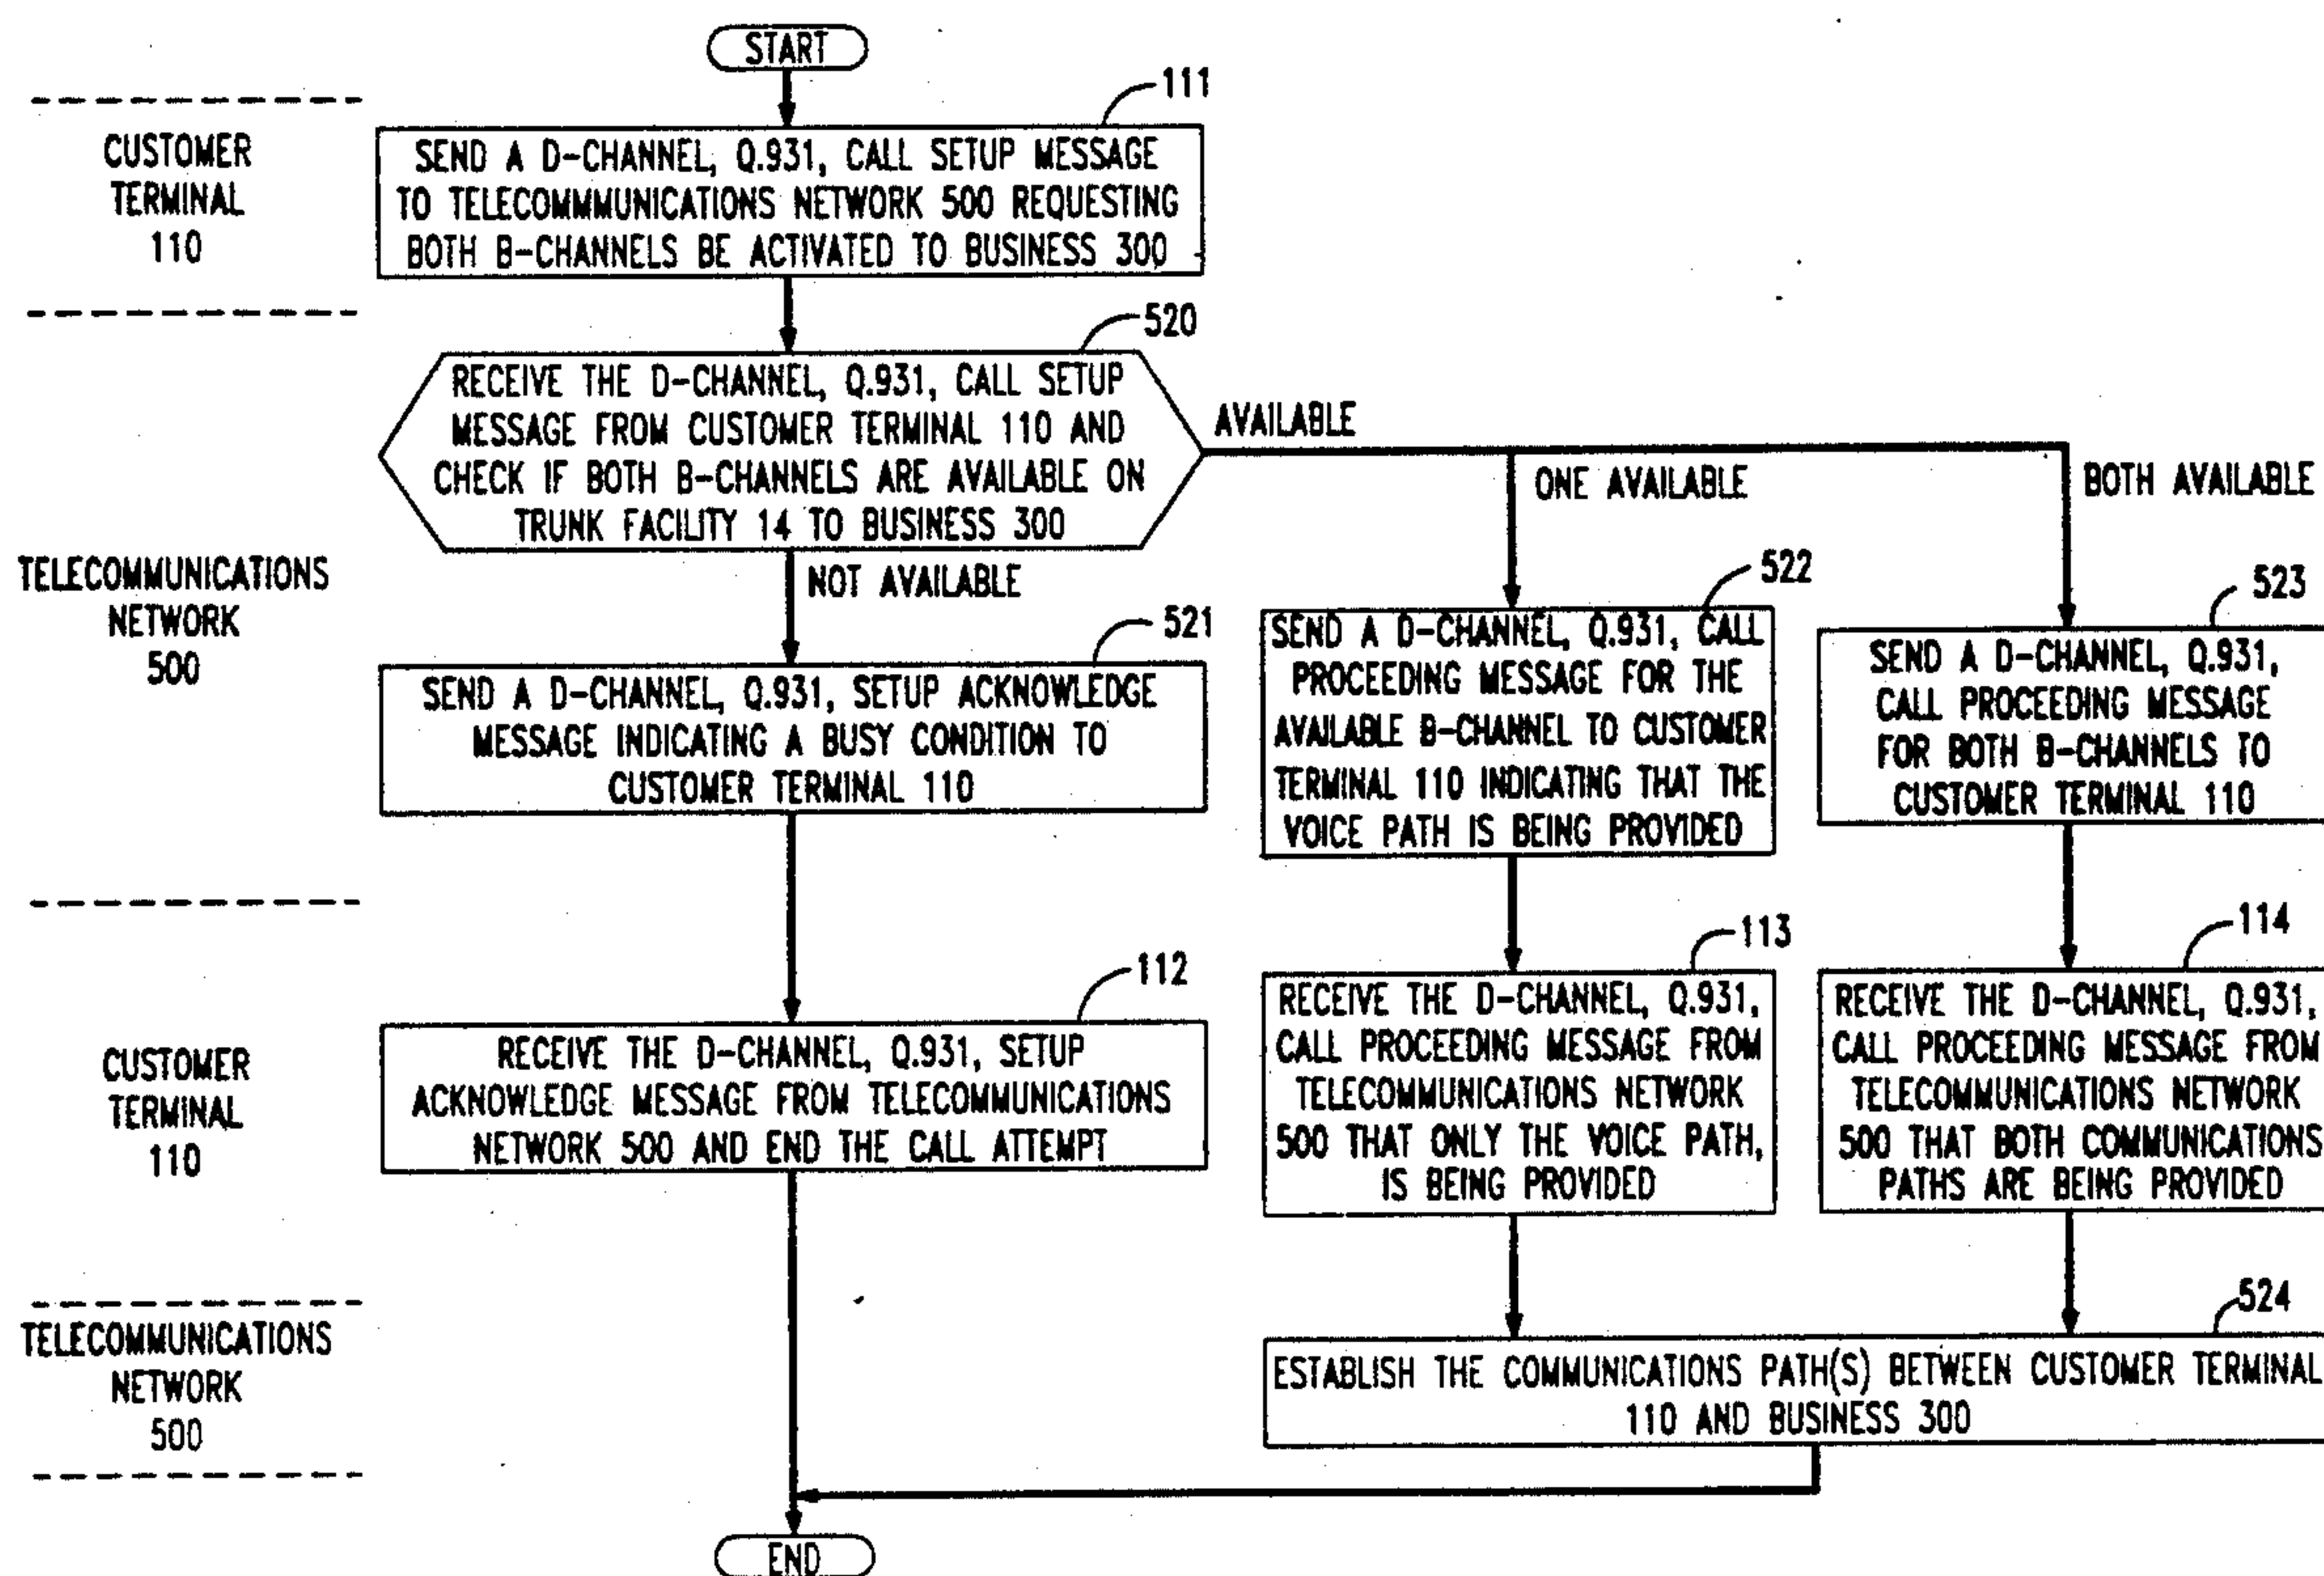 START
111
CUSTOMER
TERMINAL
110
SEND A D-CHANNEL, Q.931, CALL SETUP MESSAGE
TO TELECOMMMUNICATIONS NETWORK 500 REQUESTING
BOTH B-CHANNELS BE ACTIVATED TO BUSINESS 300
520
TELECOMMUNICATIONS
NETWORK
500
RECEIVE THE D-CHANNEL, Q.931, CALL SETUP
MESSAGE FROM CUSTOMER TERMINAL 110 AND
CHECK IF BOTH B-CHANNELS ARE AVAILABLE ON
TRUNK FACILITY 14 TO BUSINESS 300
AVAILABLE
ONE AVAILABLE
BOTH AVAILABLE
NOT AVAILABLE
521
SEND A D-CHANNEL, Q.931, SETUP ACKNOWLEDGE
MESSAGE INDICATING A BUSY CONDITION TO
CUSTOMER TERMINAL 110
522
SEND A D-CHANNEL, Q.931, CALL
PROCEEDING MESSAGE FOR THE
AVAILABLE B-CHANNEL TO CUSTOMER
TERMINAL 110 INDICATING THAT THE
VOICE PATH IS BEING PROVIDED
523
SEND A D-CHANNEL, Q.931,
CALL PROCEEDING MESSAGE
FOR BOTH B-CHANNELS TO
CUSTOMER TERMINAL 110
CUSTOMER
TERMINAL
110
112
RECEIVE THE D-CHANNEL, Q.931, SETUP
ACKNOWLEDGE MESSAGE FROM TELECOMMUNICATIONS
NETWORK 500 AND END THE CALL ATTEMPT
113
RECEIVE THE D-CHANNEL, Q.931,
CALL PROCEEDING MESSAGE FROM
TELECOMMUNICATIONS NETWORK
500 THAT ONLY THE VOICE PATH,
IS BEING PROVIDED
114
RECEIVE THE D-CHANNEL, Q.931,
CALL PROCEEDING MESSAGE FROM
TELECOMMUNICATIONS NETWORK
500 THAT BOTH COMMUNICATIONS
PATHS ARE BEING PROVIDED
TELECOMMUNICATIONS
NETWORK
500
524
ESTABLISH THE COMMUNICATIONS PATH(S) BETWEEN CUSTOMER TERMINAL
110 AND BUSINESS 300
END